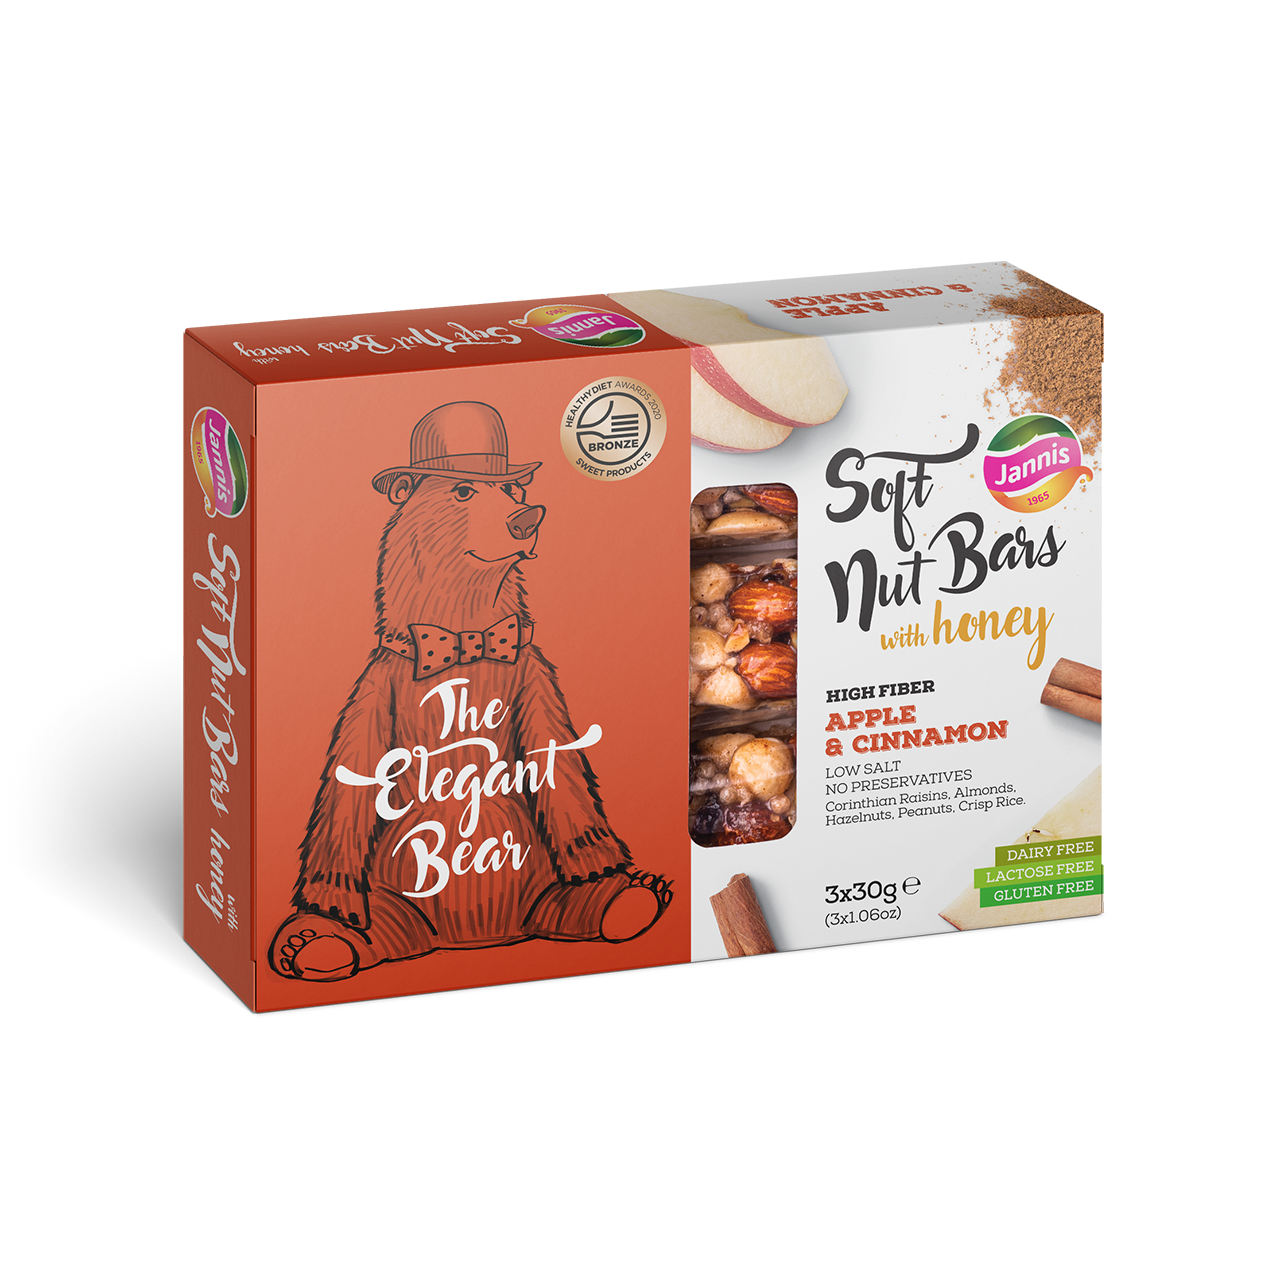 Jannis
1965
Soft Nut Bars
with honey
APPLE
& CINNAMON
Jannis
1965
Soft Nut Bars
with honey
HEALTHY DIET AWARDS 2020
BRONZE
SWEET PRODUCTS
The
Elegant
Bear
Jannis
1965
Soft
Nut Bars
with honey
HIGH FIBER
APPLE
& CINNAMON
LOW SALT
NO PRESERVATIVES
Corinthian Raisins, Almonds,
Hazelnuts, Peanuts, Crisp Rice.
DAIRY FREE
LACTOSE FREE
GLUTEN FREE
3x30g ℮
(3x1.06oz)